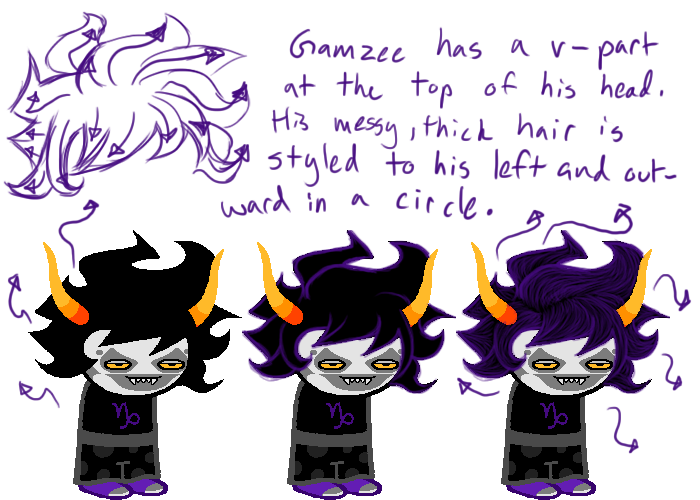 Gamzee has a v-part
at the top of his head.
His messy, thick hair is
styled to his left and out-
ward in a circle.